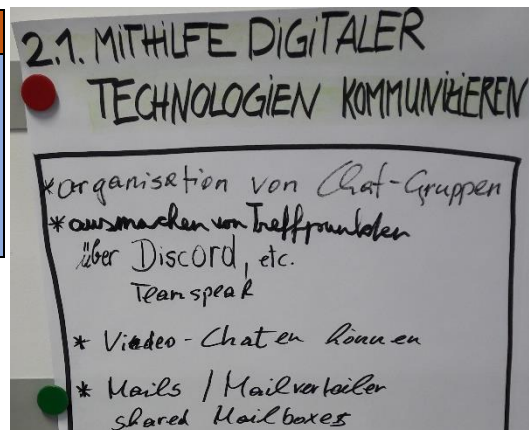 2.1. MITHILFE DIGITALER
TECHNOLOGIEN KOMMUNIZIEREN
* organisation von Chat-Gruppen
* ausmachen von Treffpunkten
über Discord, etc.
Teamspeak
* Viedeo-Chaten können
* Mails / Mailverteiler
shared Mailboxes